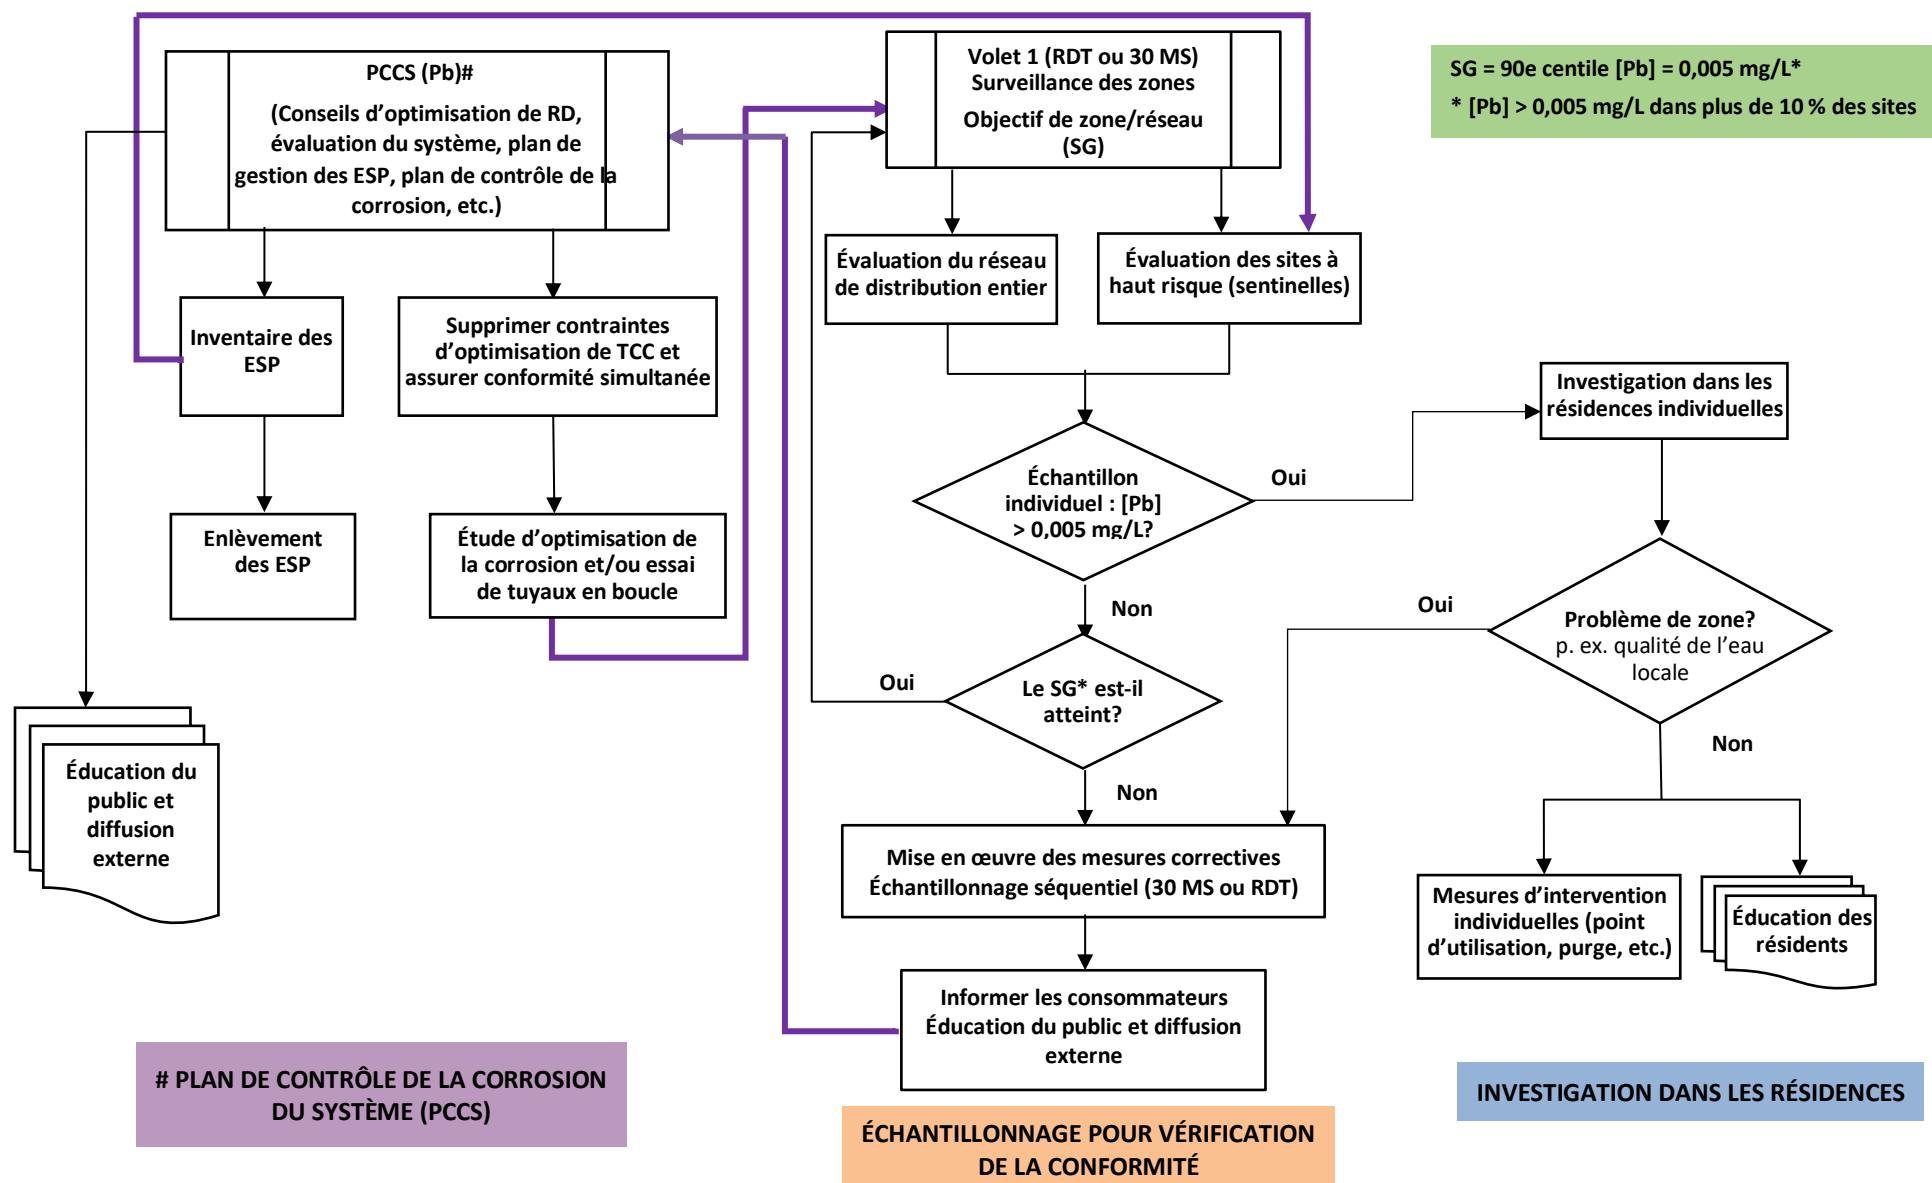 PCCS (Pb)#
(Conseils d’optimisation de RD,
évaluation du système, plan de
gestion des ESP, plan de contrôle de la
corrosion, etc.)
Volet 1 (RDT ou 30 MS)
Surveillance des zones
Objectif de zone/réseau
(SG)
SG = 90e centile [Pb] = 0,005 mg/L*
* [Pb] > 0,005 mg/L dans plus de 10 % des sites
Évaluation du réseau
de distribution entier
Évaluation des sites à
haut risque (sentinelles)
Inventaire des
ESP
Supprimer contraintes
d’optimisation de TCC et
assurer conformité simultanée
Investigation dans les
résidences individuelles
Échantillon
individuel : [Pb]
> 0,005 mg/L?
Oui
Enlèvement
des ESP
Étude d’optimisation de
la corrosion et/ou essai
de tuyaux en boucle
Non
Oui
Problème de zone?
p. ex. qualité de l’eau
locale
Oui
Le SG* est-il
atteint?
Non
Non
Éducation du
public et
diffusion
externe
Mise en œuvre des mesures correctives
Échantillonnage séquentiel (30 MS ou RDT)
Mesures d’intervention
individuelles (point
d’utilisation, purge, etc.)
Éducation des
résidents
Informer les consommateurs
Éducation du public et diffusion
externe
# PLAN DE CONTRÔLE DE LA CORROSION
DU SYSTÈME (PCCS)
ÉCHANTILLONNAGE POUR VÉRIFICATION
DE LA CONFORMITÉ
INVESTIGATION DANS LES RÉSIDENCES